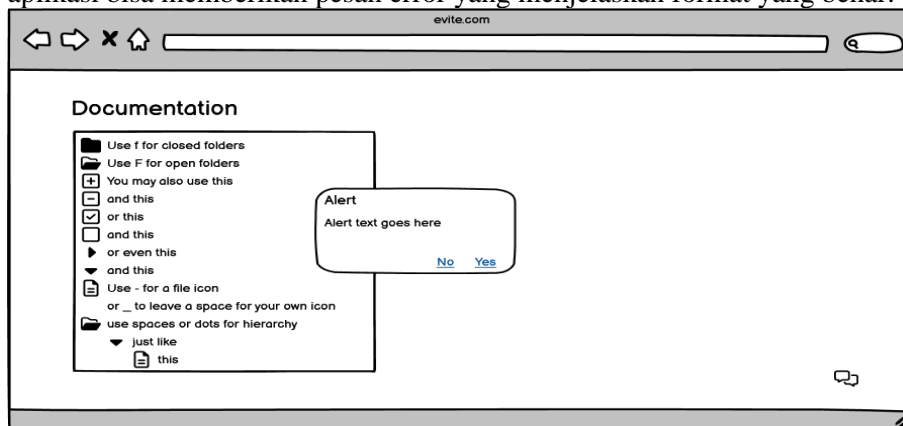 aplikasi bisa memberikan pesan error yang menjelaskan format yang benar.
evite.com
Documentation
Use f for closed folders
Use F for open folders
You may also use this
and this
or this
and this
or even this
and this
Use - for a file icon
or _ to leave a space for your own icon
use spaces or dots for hierarchy
just like
this
Alert
Alert text goes here
No Yes